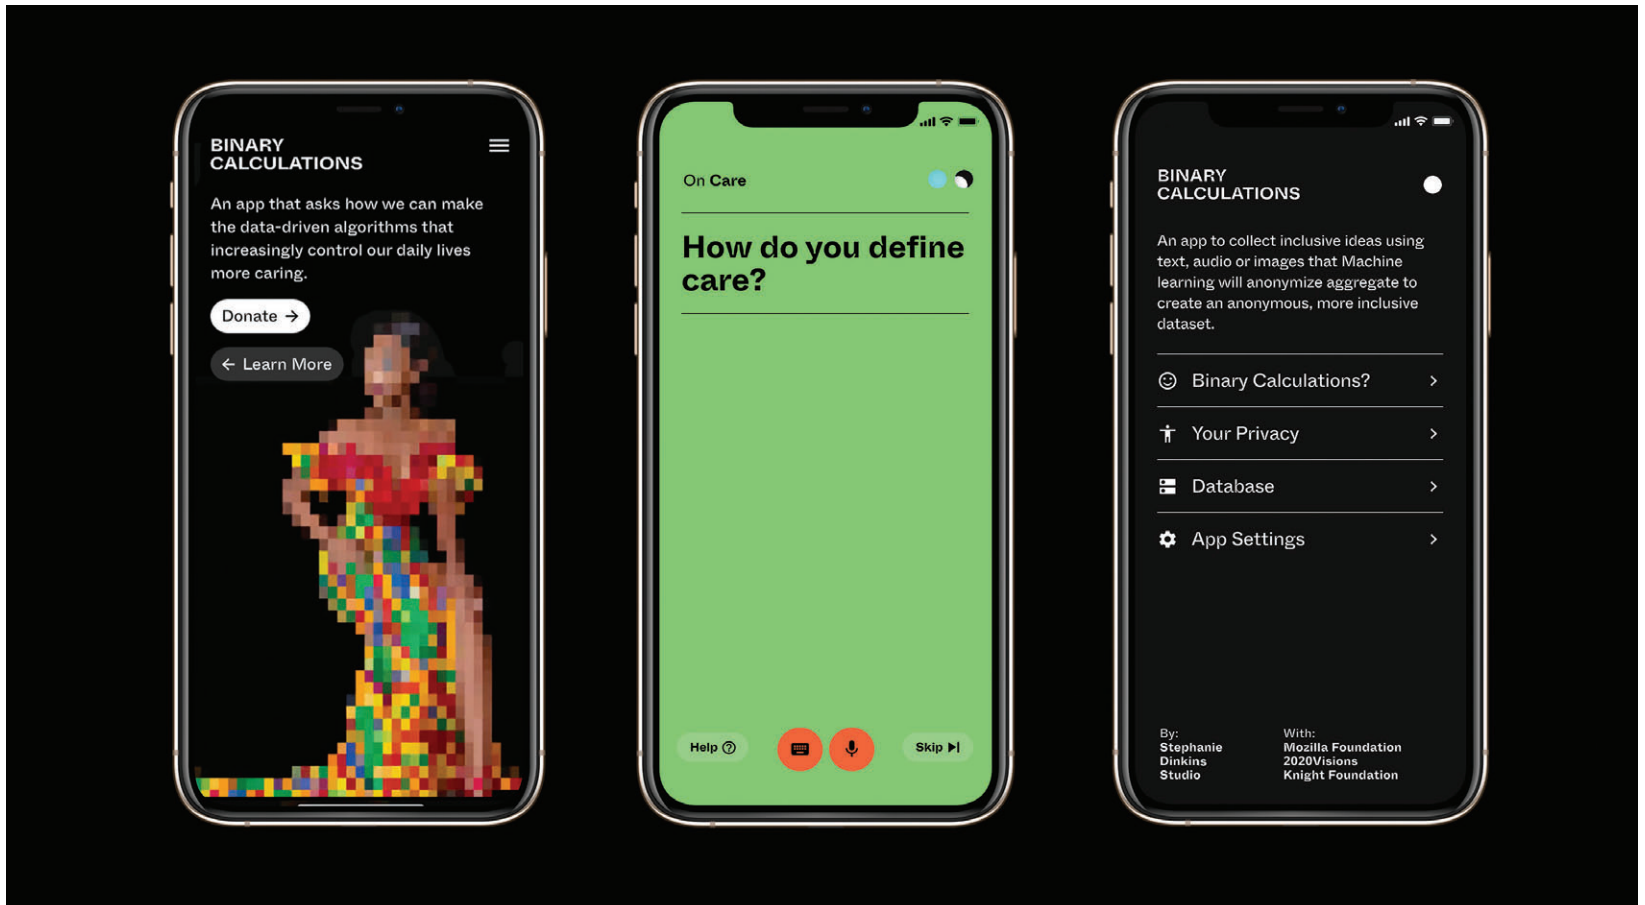 BINARY
CALCULATIONS
An app that asks how we can make
the data-driven algorithms that
increasingly control our daily lives
more caring.
Donate →
← Learn More
On Care
How do you define
care?
Help
Skip
BINARY
CALCULATIONS
An app to collect inclusive ideas using
text, audio or images that Machine
learning will anonymize aggregate to
create an anonymous, more inclusive
dataset.
Binary Calculations?
Your Privacy
Database
App Settings
By:
Stephanie
Dinkins
Studio
With:
Mozilla Foundation
2020Visions
Knight Foundation